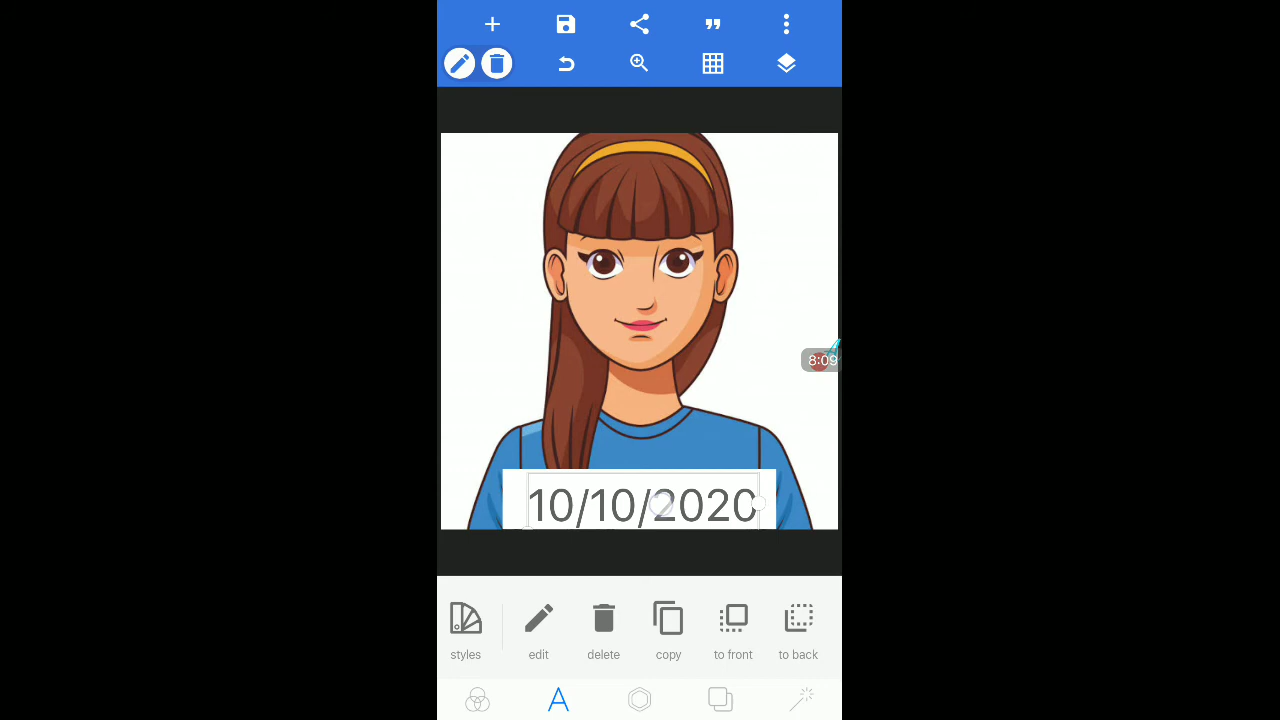 8:09
10/10/2020
styles
edit
delete
copy
to front
to back